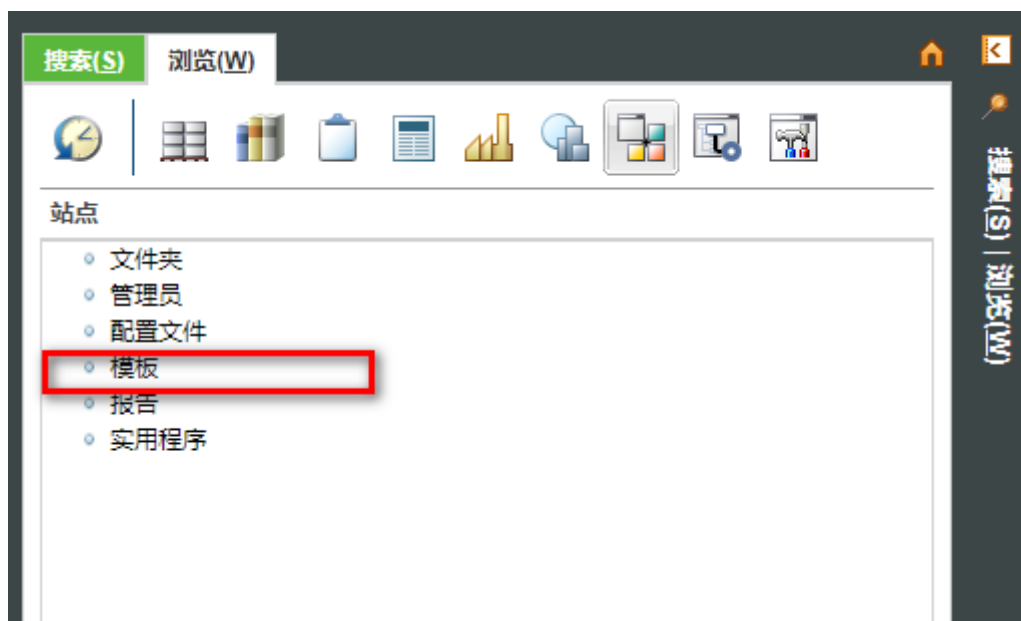 搜索(S) 浏览(W)
站点
文件夹
管理员
配置文件
模板
报告
实用程序
搜索(S) | 浏览(W)